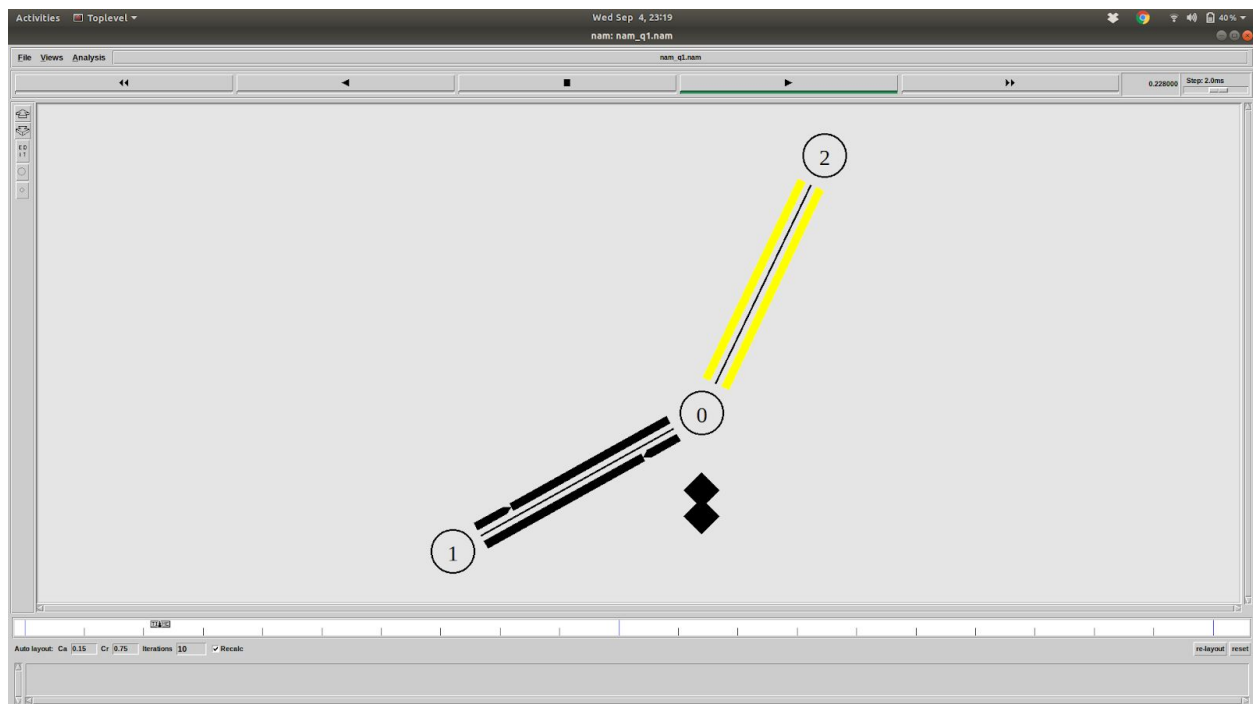 Activities Toplevel Wed Sep 4, 23:19 40%
nam: nam_q1.nam
File Views Analysis nam_q1.nam
0.228000 Step: 2.0ms
2
0
1
Auto layout: Ca 0.15 Cr 0.75 Iterations 10 Recalc re-layout reset